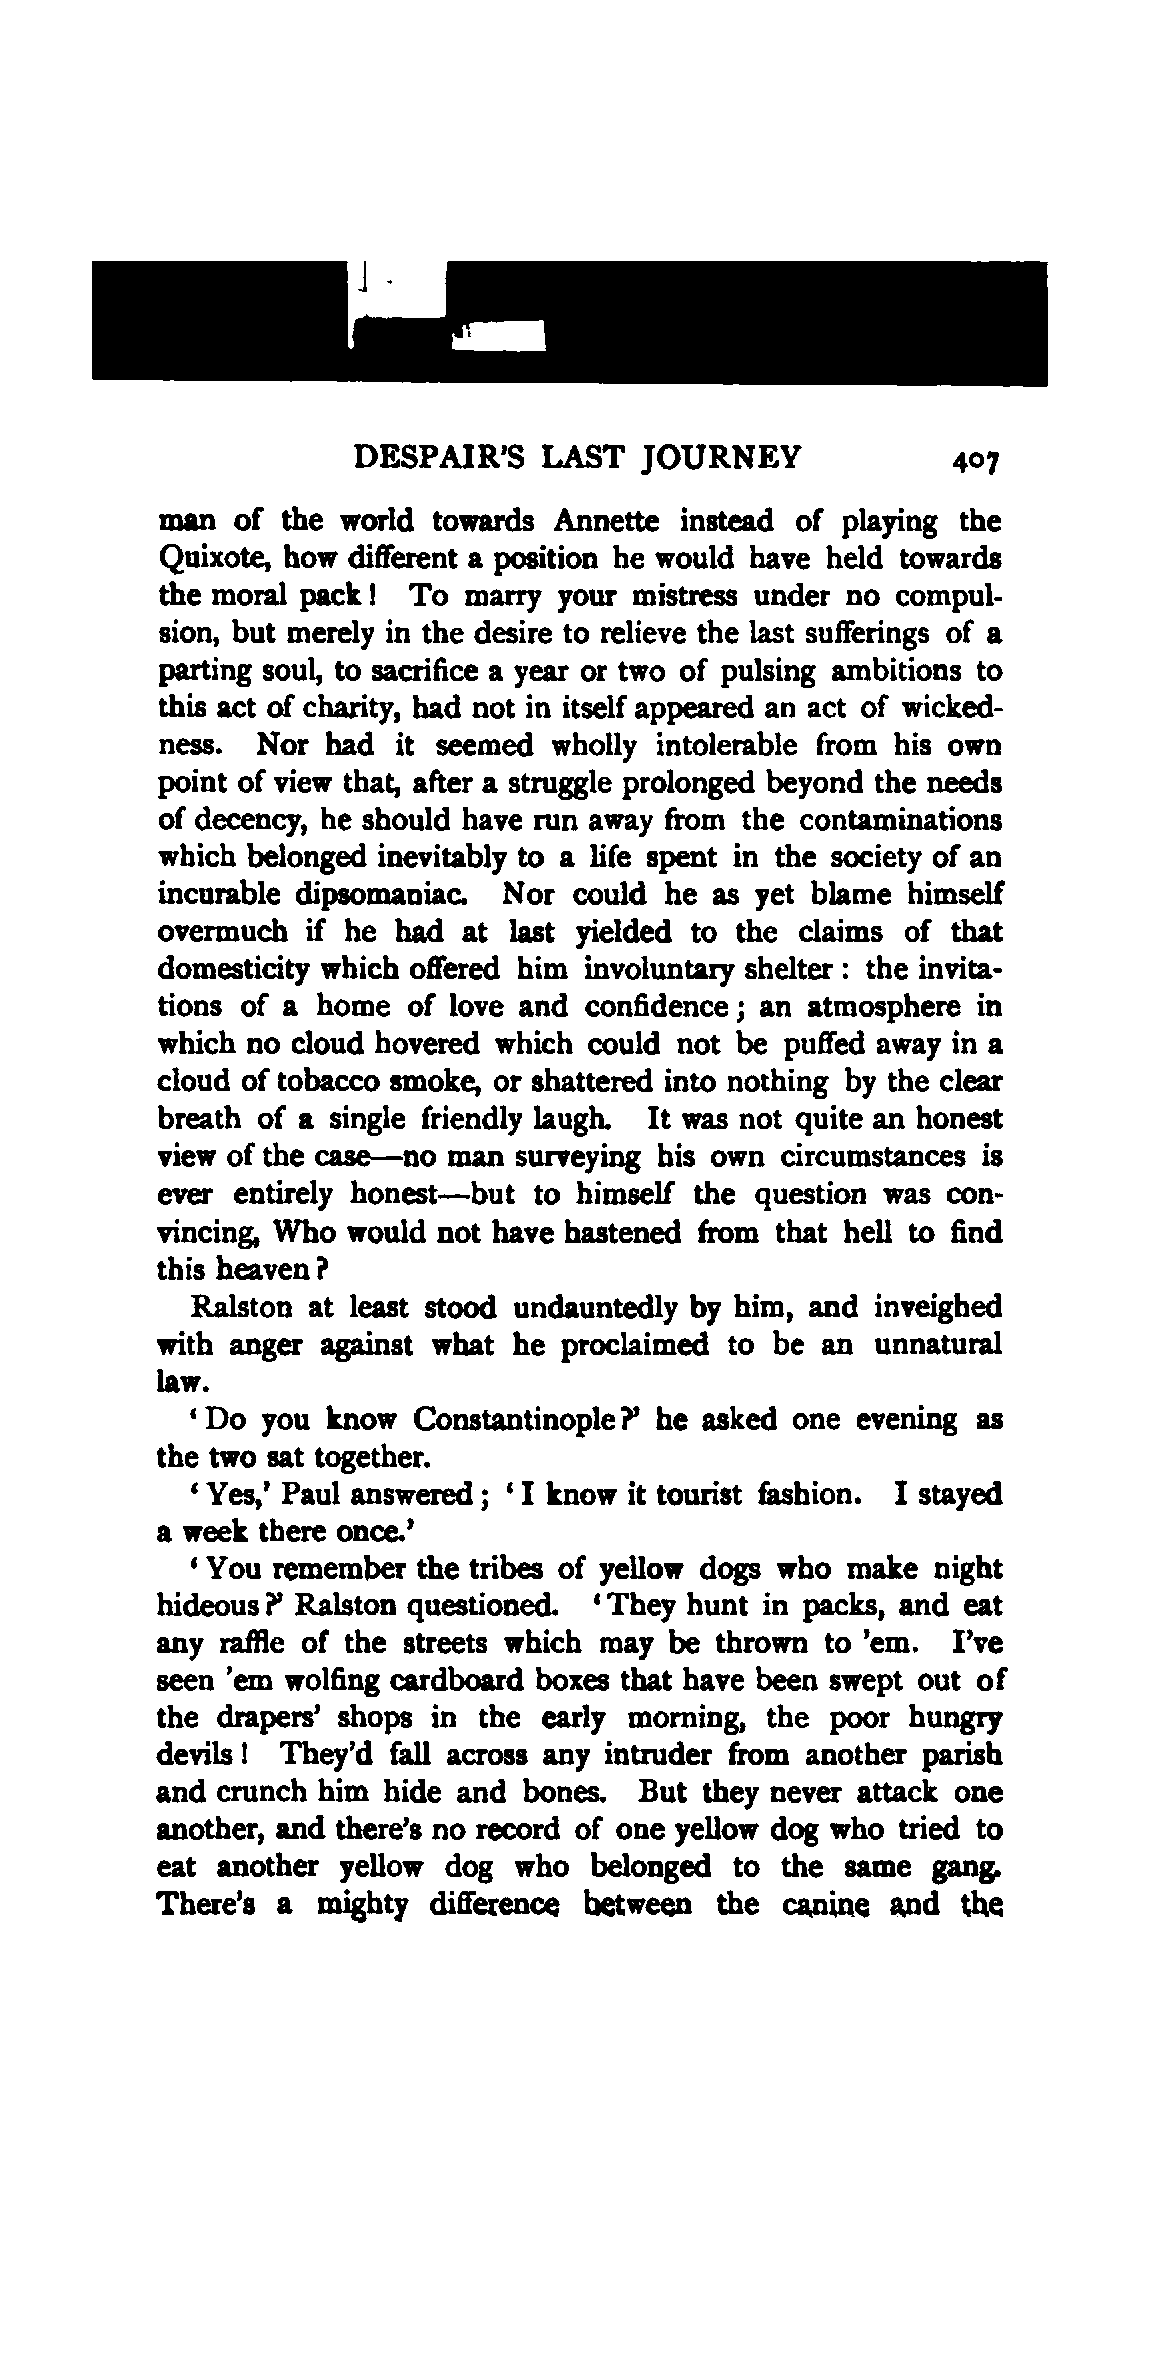 DESPAIR'S LAST JOURNEY 407
man of the world towards Annette instead of playing the
Quixote, how different a position he would have held towards
the moral pack! To marry your mistress under no compul-
sion, but merely in the desire to relieve the last sufferings of a
parting soul, to sacrifice a year or two of pulsing ambitions to
this act of charity, had not in itself appeared an act of wicked-
ness. Nor had it seemed wholly intolerable from his own
point of view that, after a struggle prolonged beyond the needs
of decency, he should have run away from the contaminations
which belonged inevitably to a life spent in the society of an
incurable dipsomaniac. Nor could he as yet blame himself
overmuch if he had at last yielded to the claims of that
domesticity which offered him involuntary shelter: the invita-
tions of a home of love and confidence; an atmosphere in
which no cloud hovered which could not be puffed away in a
cloud of tobacco smoke, or shattered into nothing by the clear
breath of a single friendly laugh. It was not quite an honest
view of the case—no man surveying his own circumstances is
ever entirely honest—but to himself the question was con-
vincing, Who would not have hastened from that hell to find
this heaven?
Ralston at least stood undauntedly by him, and inveighed
with anger against what he proclaimed to be an unnatural
law.
'Do you know Constantinople?' he asked one evening as
the two sat together.
'Yes,' Paul answered; 'I know it tourist fashion. I stayed
a week there once.'
'You remember the tribes of yellow dogs who make night
hideous?' Ralston questioned. 'They hunt in packs, and eat
any raffle of the streets which may be thrown to 'em. I've
seen 'em wolfing cardboard boxes that have been swept out of
the drapers' shops in the early morning, the poor hungry
devils! They'd fall across any intruder from another parish
and crunch him hide and bones. But they never attack one
another, and there's no record of one yellow dog who tried to
eat another yellow dog who belonged to the same gang.
There's a mighty difference between the canine and the